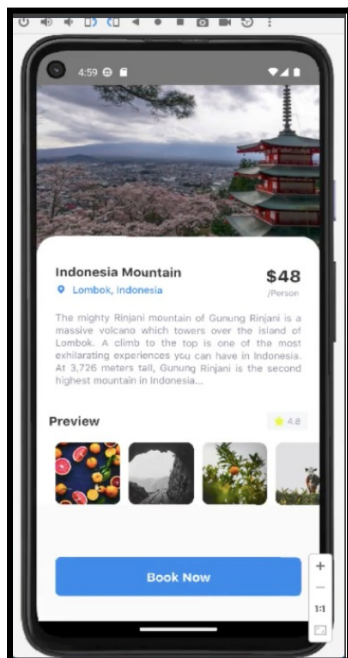 4:59
Indonesia Mountain
$48
Lombok, Indonesia
/Person
The mighty Rinjani mountain of Gunung Rinjani is a
massive volcano which towers over the island of
Lombok. A climb to the top is one of the most
exhilarating experiences you can have in Indonesia.
At 3,726 meters tall, Gunung Rinjani is the second
highest mountain in Indonesia...
Preview
4.8
Book Now
1:1